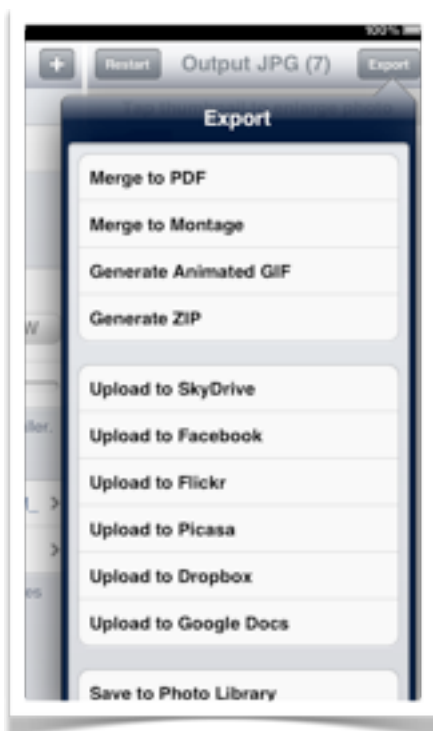 100%
+ Restart Output JPG (7) Export
Export
Merge to PDF
Merge to Montage
Generate Animated GIF
Generate ZIP
W
Upload to SkyDrive
iler.
Upload to Facebook
Upload to Flickr
Upload to Picasa
Upload to Dropbox
es
Upload to Google Docs
Save to Photo Library